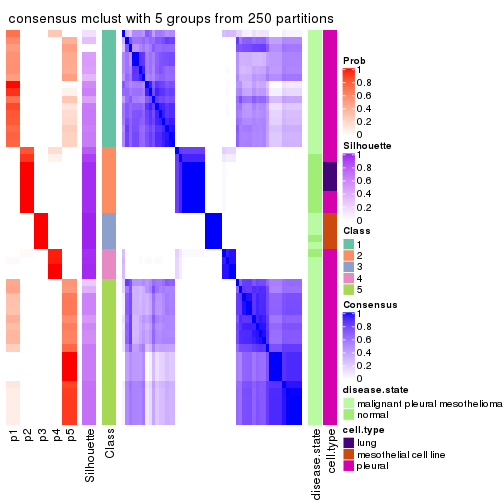 consensus mclust with 5 groups from 250 partitions
Prob
1
0.8
0.6
0.4
0.2
0
Silhouette
1
0.8
0.6
0.4
0.2
0
Class
1
2
3
4
5
Consensus
1
0.8
0.6
0.4
0.2
0
disease.state
malignant pleural mesothelioma
normal
cell.type
lung
mesothelial cell line
pleural
p1
p2
p3
p4
p5
Silhouette
Class
disease.state
cell.type